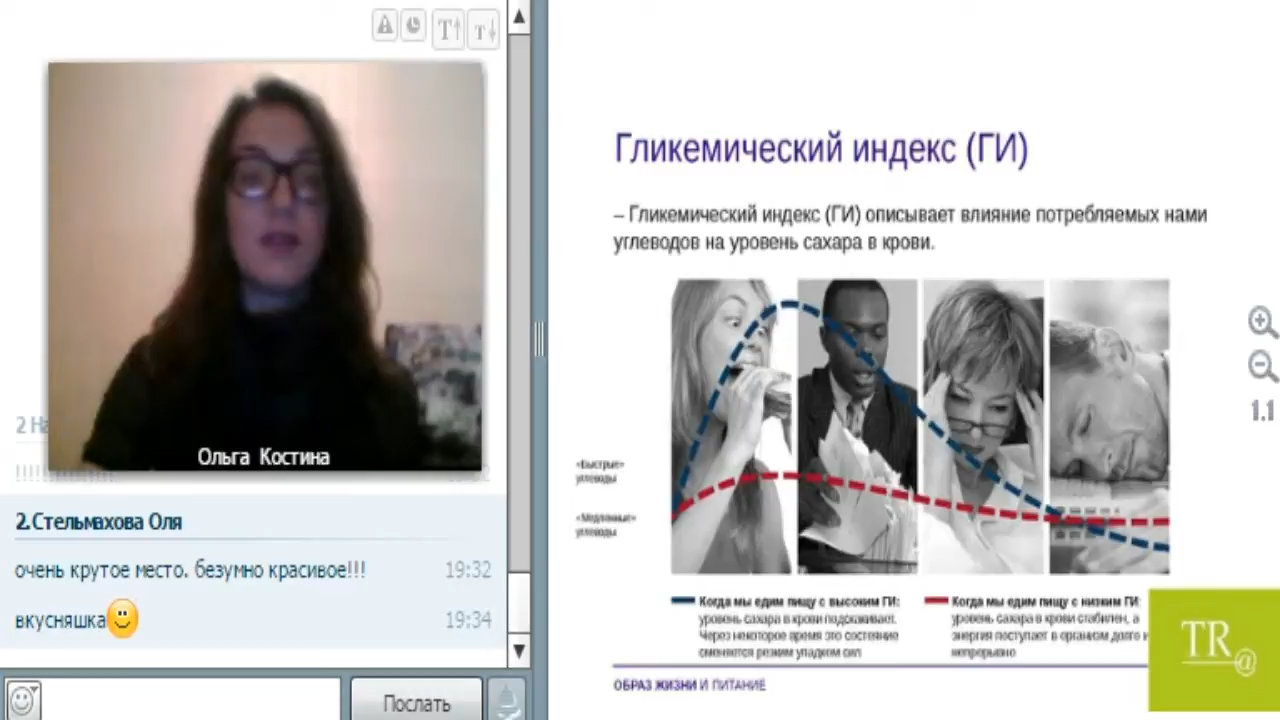 Ольга Костина
2.Стельмахова Оля
очень крутое место. безумно красивое!!! 19:32
вкусняшка 19:34
Послать
Гликемический индекс (ГИ)
– Гликемический индекс (ГИ) описывает влияние потребляемых нами
углеводов на уровень сахара в крови.
«Быстрые»
углеводы
«Медленные»
углеводы
Когда мы едим пищу с высоким ГИ:
уровень сахара в крови подскакивает.
Через некоторое время это состояние
сменяется резким упадком сил
Когда мы едим пищу с низким ГИ:
уровень сахара в крови стабилен, а
энергия поступает в организм долго и
непрерывно
ОБРАЗ ЖИЗНИ И ПИТАНИЕ
TR@
1.1